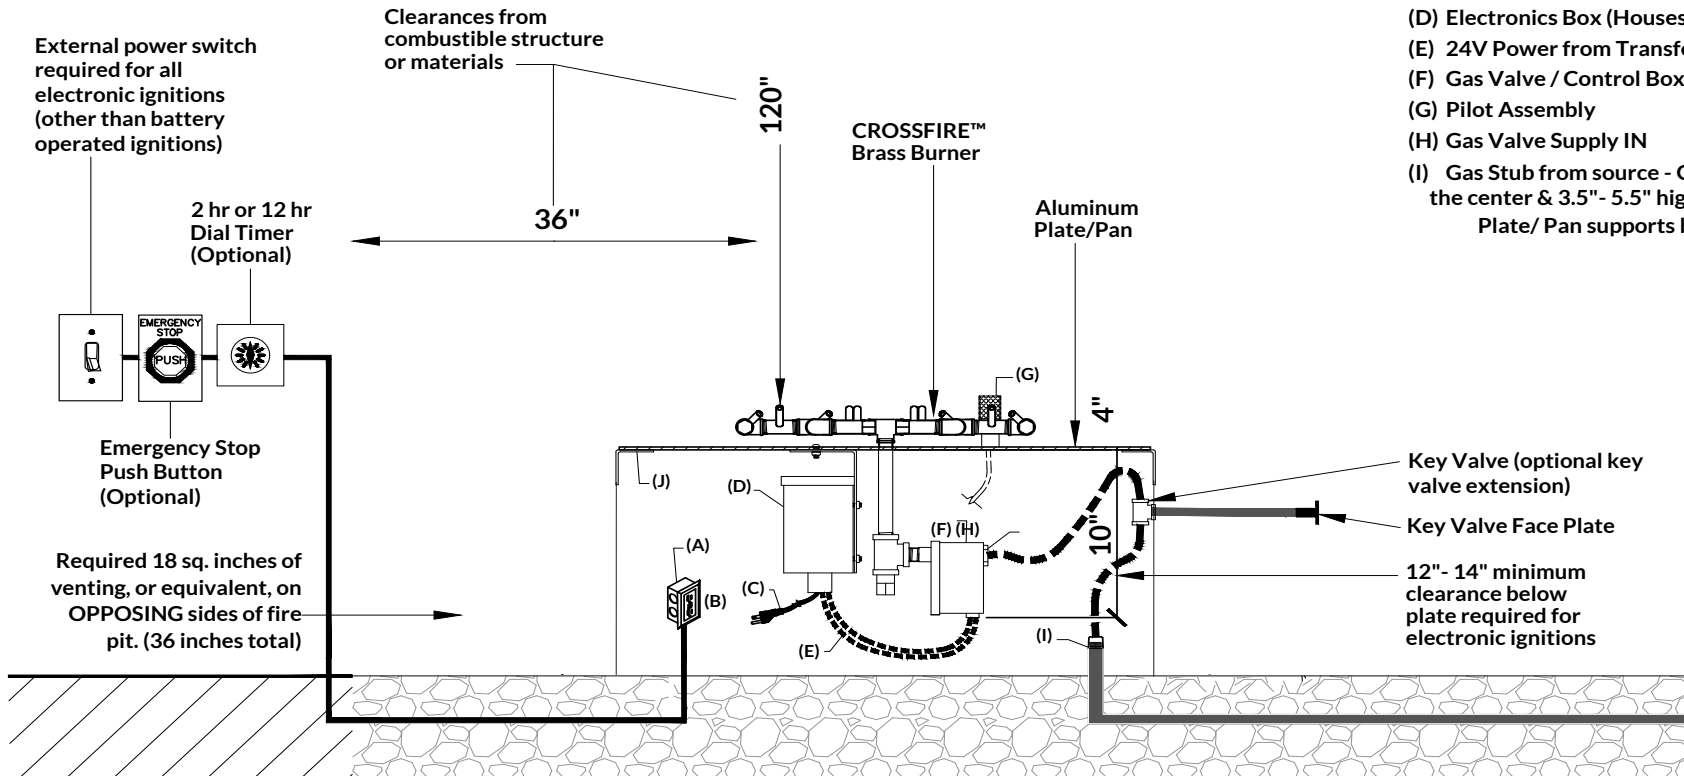 External power switch
required for all
electronic ignitions
(other than battery
operated ignitions)
Clearances from
combustible structure
or materials
36"
120"
CROSSFIRE™
Brass Burner
Aluminum
Plate/Pan
(D) Electronics Box (Houses
(E) 24V Power from Transfo
(F) Gas Valve / Control Box
(G) Pilot Assembly
(H) Gas Valve Supply IN
(I) Gas Stub from source -
the center & 3.5"- 5.5" hig
Plate/ Pan supports
2 hr or 12 hr
Dial Timer
(Optional)
EMERGENCY
STOP
PUSH
Emergency Stop
Push Button
(Optional)
Required 18 sq. inches of
venting, or equivalent, on
OPPOSING sides of fire
pit. (36 inches total)
(G)
4"
(J)
(D)
(F) (H)
10"
(A)
(B)
(C)
(E)
(I)
Key Valve (optional key
valve extension)
Key Valve Face Plate
12"- 14" minimum
clearance below
plate required for
electronic ignitions